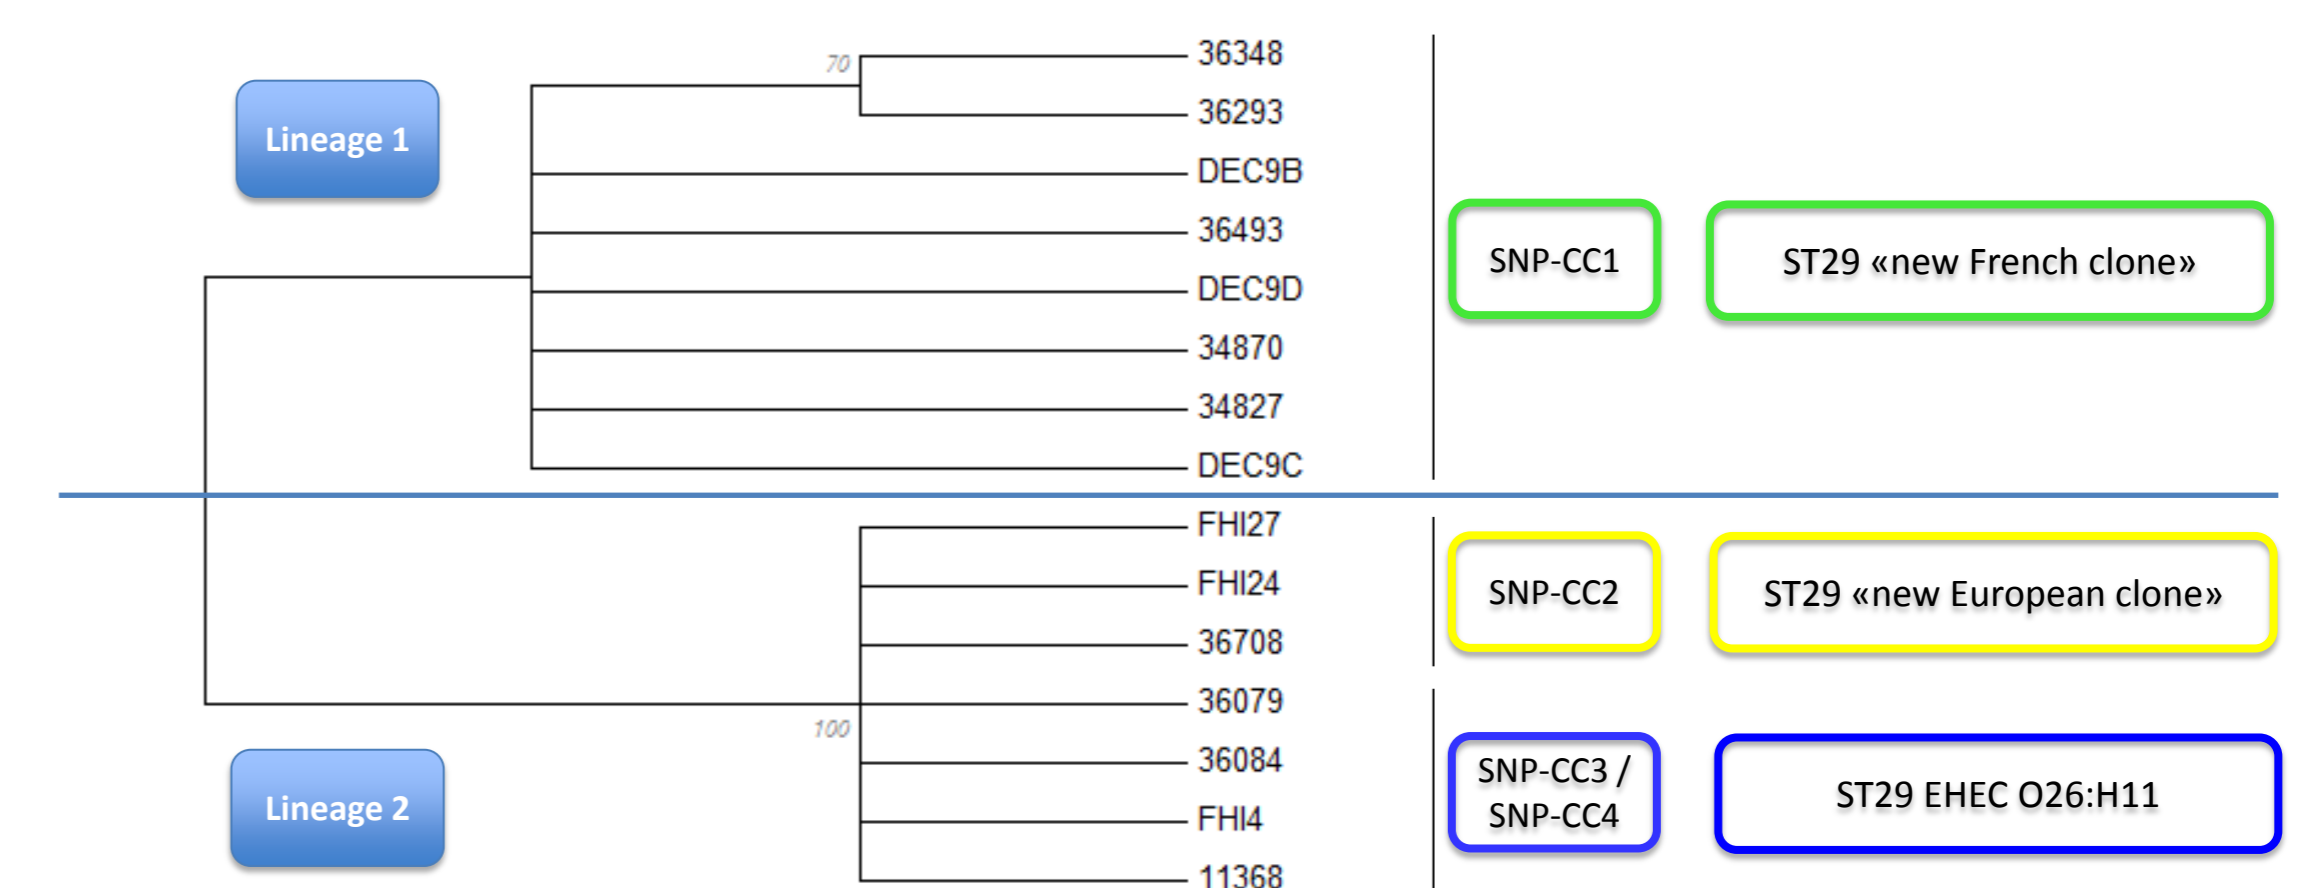 Lineage 1
70
36348
36293
DEC9B
36493
DEC9D
34870
34827
DEC9C
SNP-CC1
ST29 «new French clone»
FHI27
FHI24
36708
SNP-CC2
ST29 «new European clone»
100
36079
36084
FHI4
11368
Lineage 2
SNP-CC3 /
SNP-CC4
ST29 EHEC O26:H11